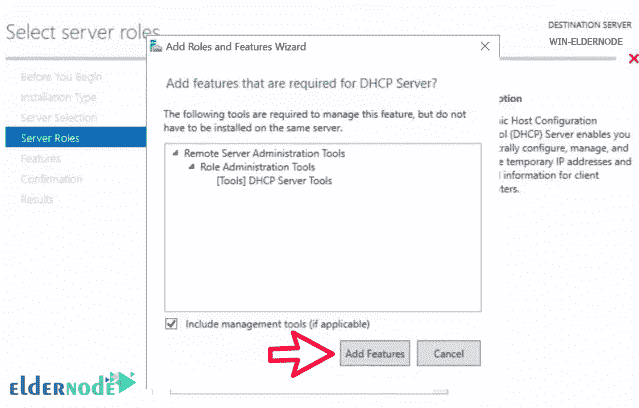 Select server roles
DESTINATION SERVER
WIN-ELDERNODE
Before You Begin
Installation Type
Server Selection
Server Roles
Features
Confirmation
Results
Add Roles and Features Wizard
Add features that are required for DHCP Server?
The following tools are required to manage this feature, but do not
have to be installed on the same server.
Remote Server Administration Tools
Role Administration Tools
[Tools] DHCP Server Tools
Include management tools (if applicable)
Add Features
Cancel
ption
ic Host Configuration
ol (DHCP) Server enables you
rally configure, manage, and
e temporary IP addresses and
l information for client
ters.
eldernode